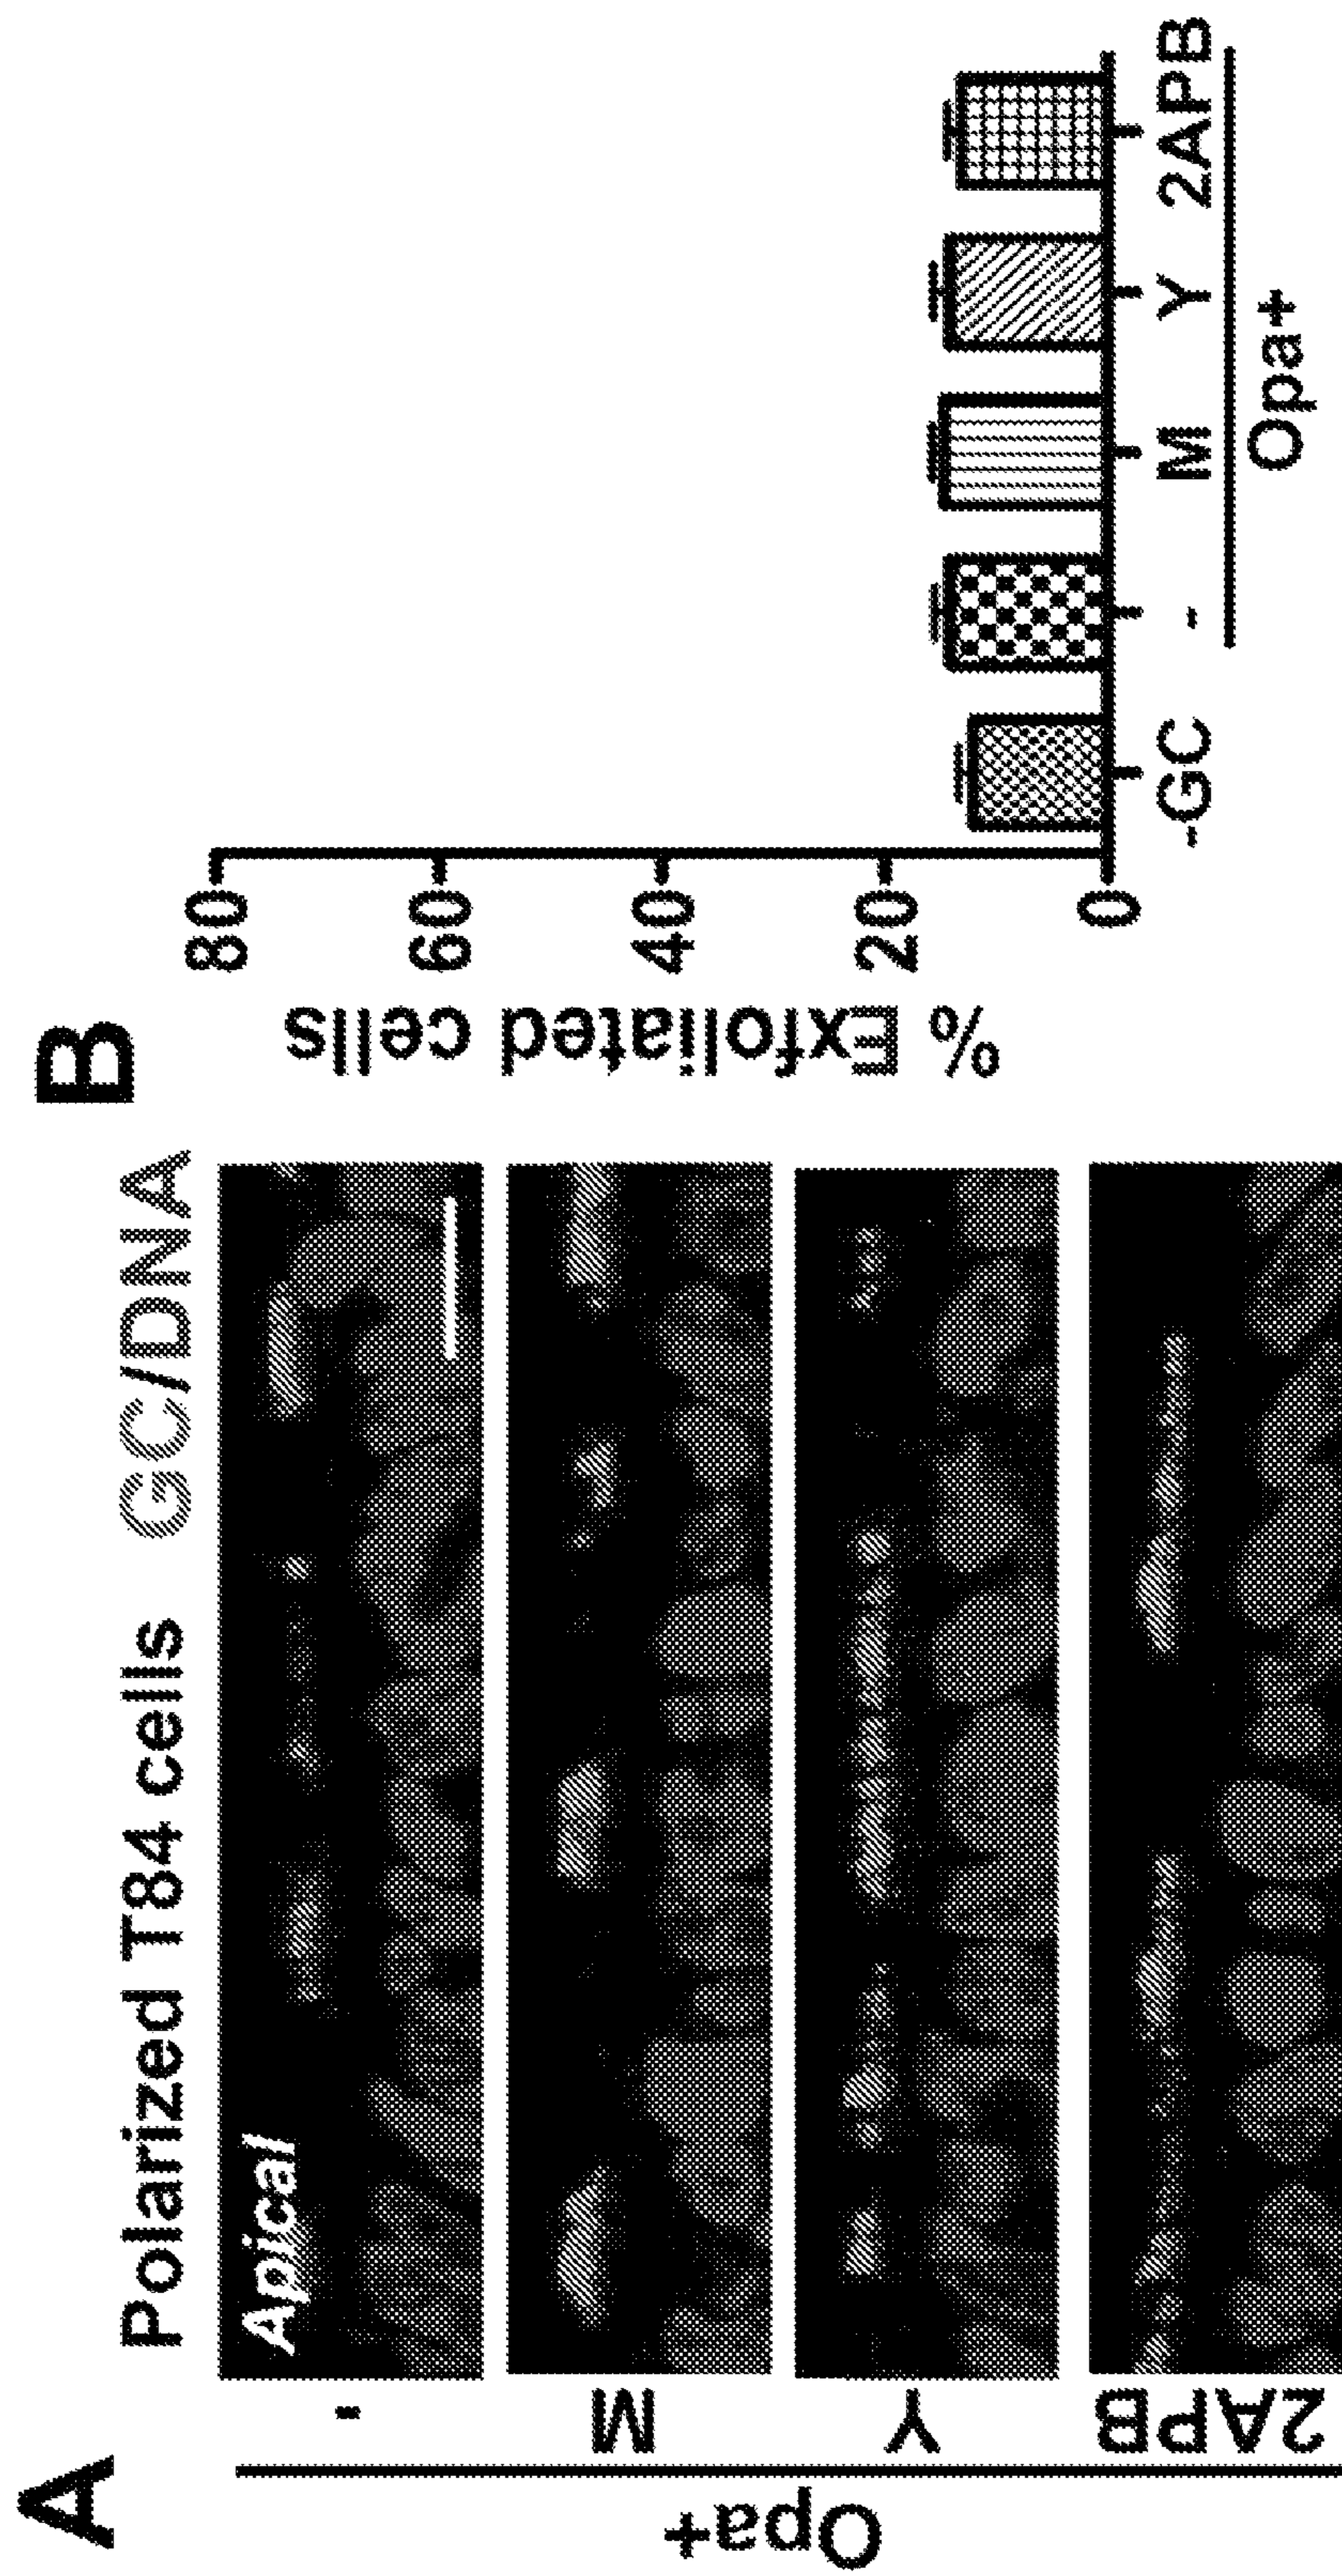 A
Polarized T84 cells GC/DNA
Opa+
-
Apical
M
Y
2APB
B
% Exfoliated cells
80
60
40
20
0
-GC - M Y 2APB
Opa+